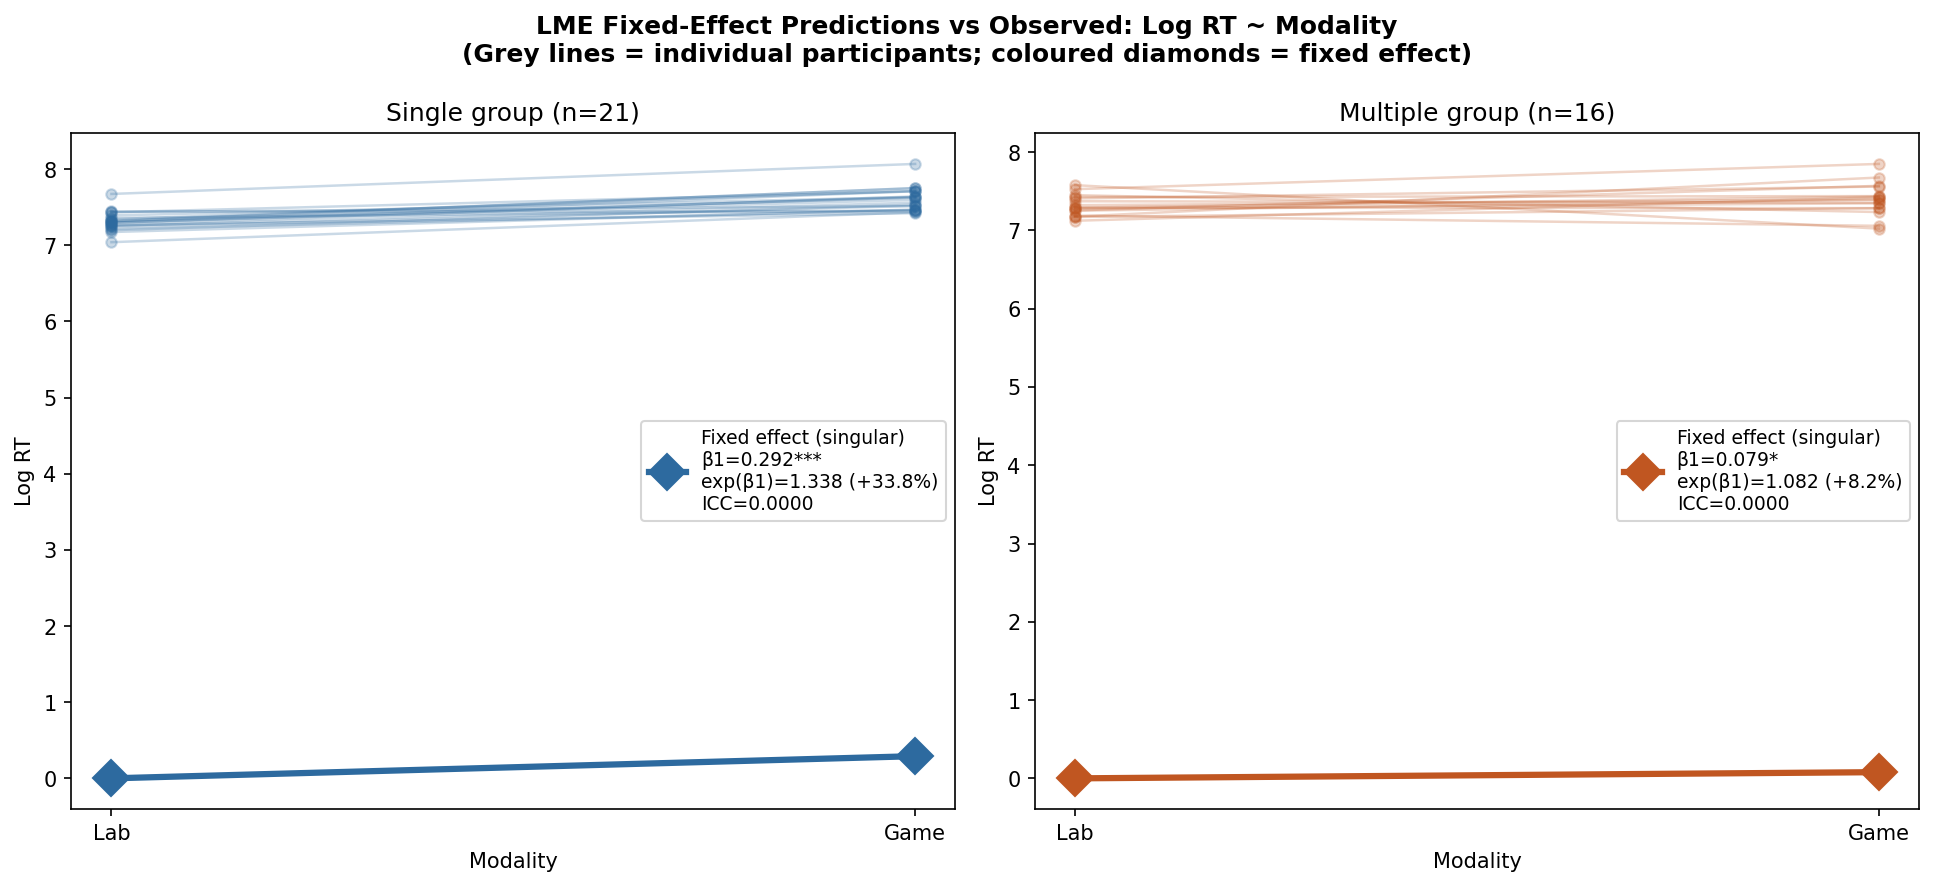 LME Fixed-Effect Predictions vs Observed: Log RT ~ Modality
(Grey lines = individual participants; coloured diamonds = fixed effect)
Single group (n=21)
8
7
6
5
4
3
2
1
0
Log RT
Fixed effect (singular)
β1=0.292***
exp(β1)=1.338 (+33.8%)
ICC=0.0000
Lab
Game
Modality
Multiple group (n=16)
8
7
6
5
4
3
2
1
0
Log RT
Fixed effect (singular)
β1=0.079*
exp(β1)=1.082 (+8.2%)
ICC=0.0000
Lab
Game
Modality